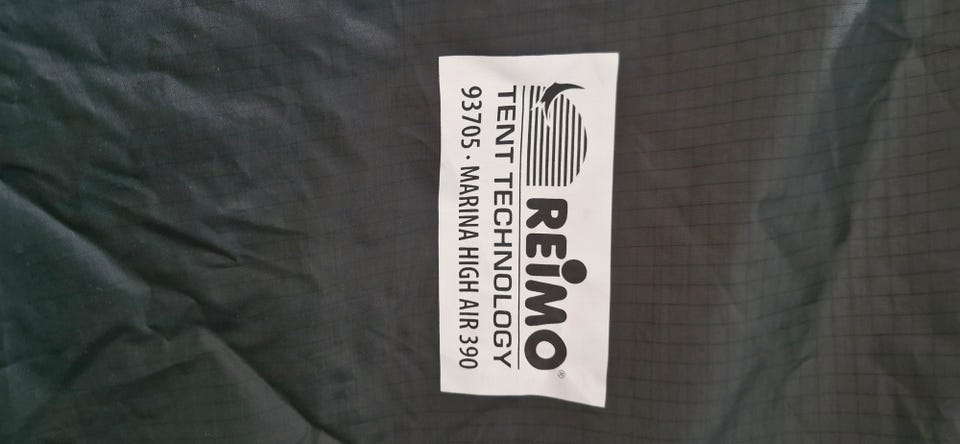 REIMO®
TENT TECHNOLOGY
93705 · MARINA HIGH AIR 390